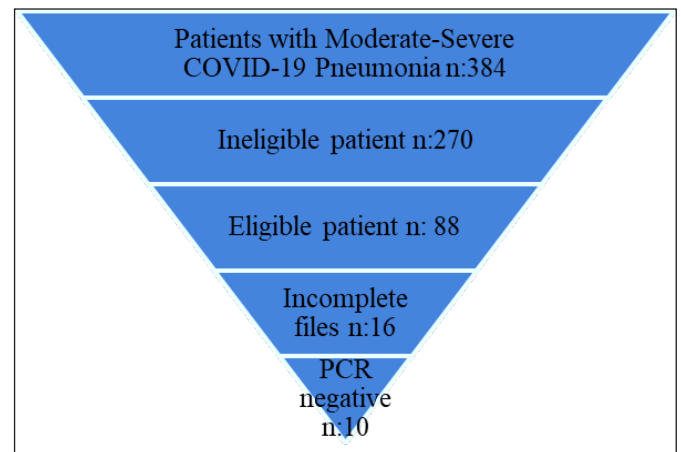 Patients with Moderate-Severe
COVID-19 Pneumonia n:384
Ineligible patient n:270
Eligible patient n: 88
Incomplete
files n:16
PCR
negative
n:10